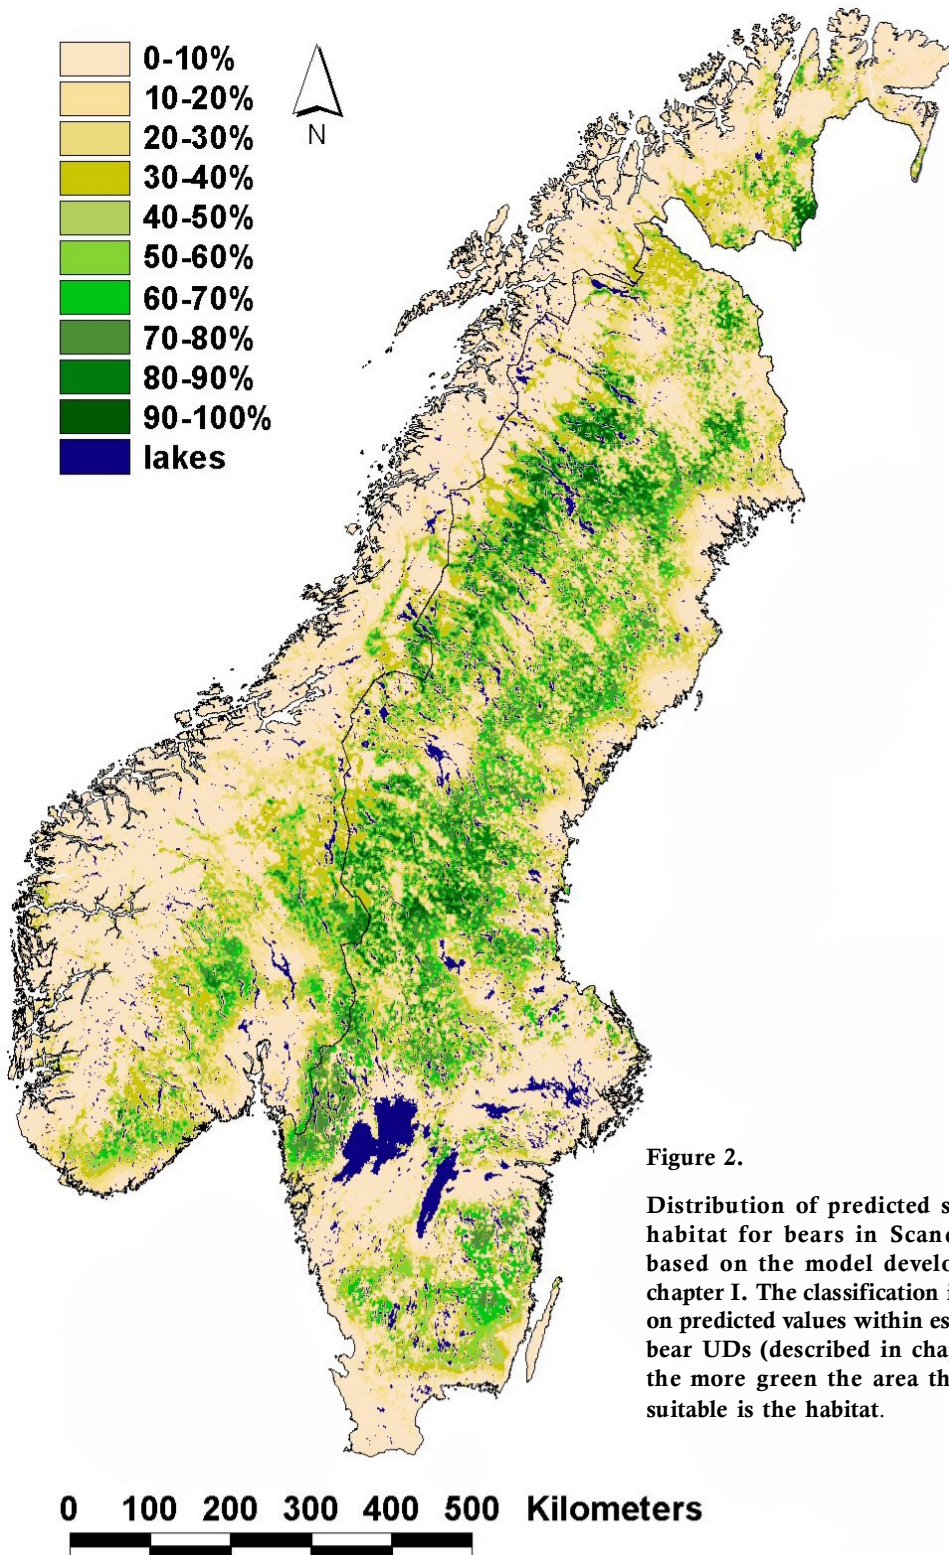 0-10%
10-20%
20-30%
30-40%
40-50%
50-60%
60-70%
70-80%
80-90%
90-100%
lakes
N
Figure 2.
Distribution of predicted s
habitat for bears in Scand
based on the model develo
chapter I. The classification i
on predicted values within es
bear UDs (described in cha
the more green the area th
suitable is the habitat.
0 100 200 300 400 500 Kilometers